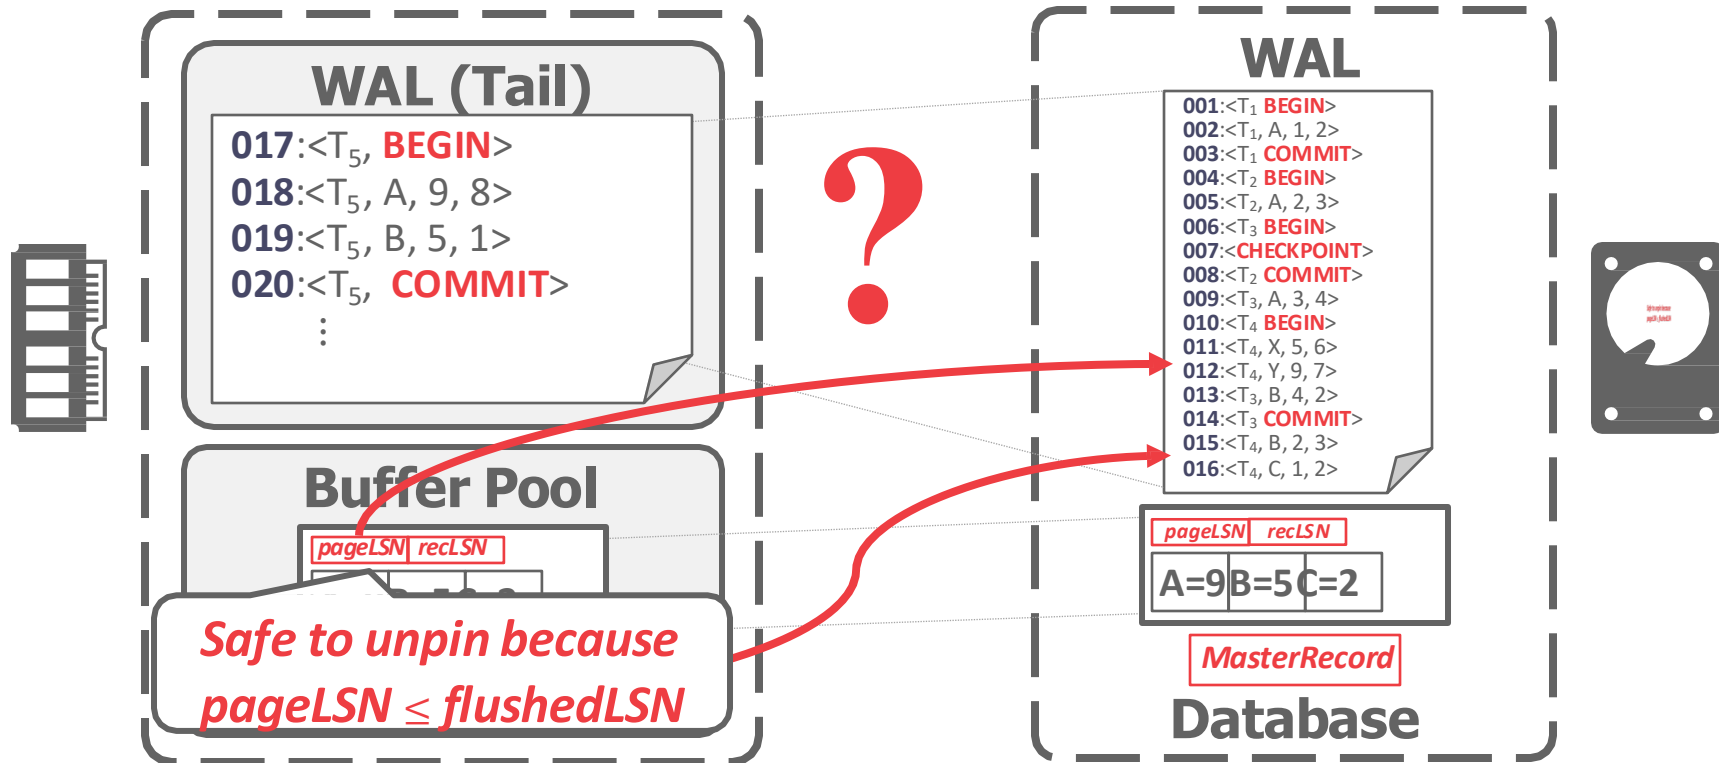 WAL (Tail)
017:<T5, BEGIN>
018:<T5, A, 9, 8>
019:<T5, B, 5, 1>
020:<T5, COMMIT>
⋮
?
Buffer Pool
pageLSN recLSN
Safe to unpin because
pageLSN ≤ flushedLSN
WAL
001:<T1 BEGIN>
002:<T1, A, 1, 2>
003:<T1 COMMIT>
004:<T2 BEGIN>
005:<T2, A, 2, 3>
006:<T3 BEGIN>
007:<CHECKPOINT>
008:<T2 COMMIT>
009:<T3, A, 3, 4>
010:<T4 BEGIN>
011:<T4, X, 5, 6>
012:<T4, Y, 9, 7>
013:<T3, B, 4, 2>
014:<T3 COMMIT>
015:<T4, B, 2, 3>
016:<T4, C, 1, 2>
pageLSN recLSN
A=9 B=5 C=2
MasterRecord
Database